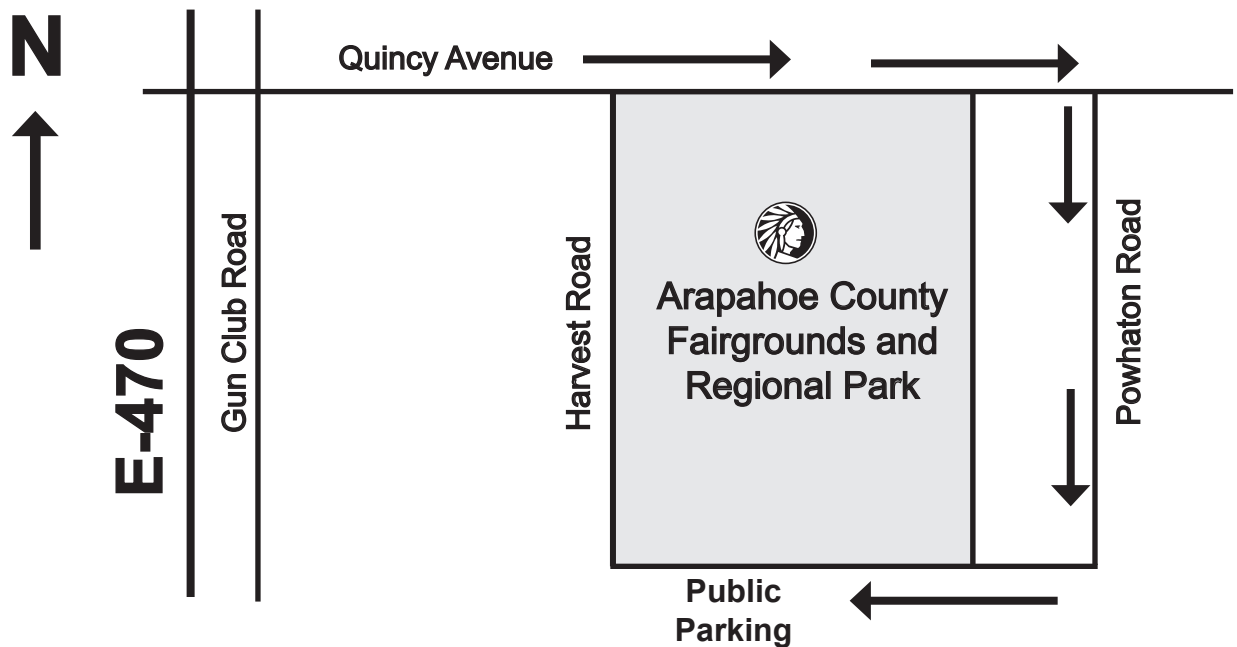 N
Quincy Avenue
E-470
Gun Club Road
Harvest Road
Arapahoe County
Fairgrounds and
Regional Park
Powhaton Road
Public
Parking